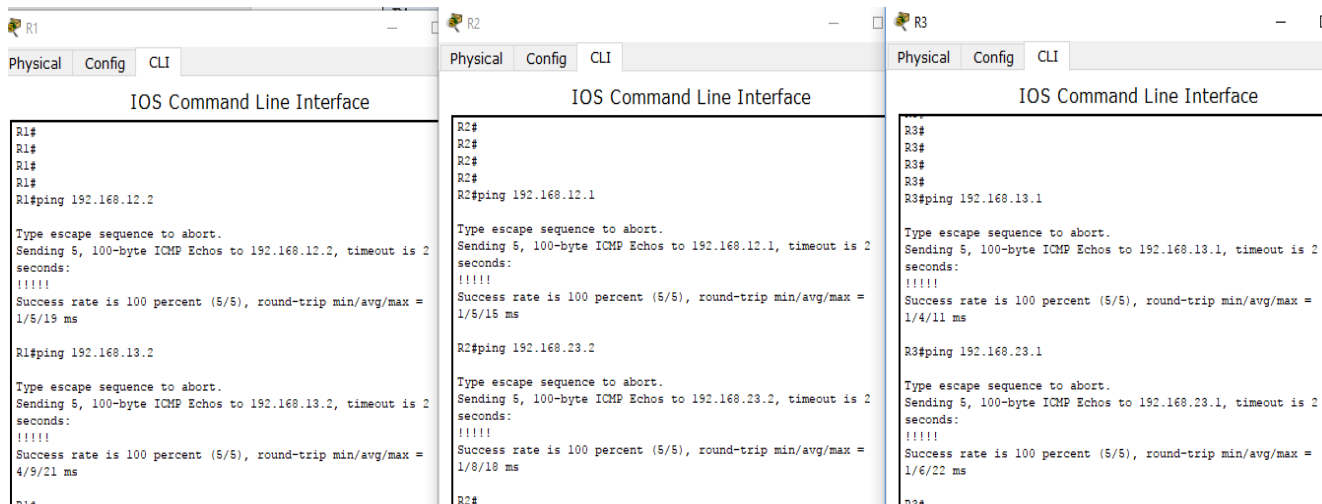 R1
Physical Config CLI
IOS Command Line Interface
R1#
R1#
R1#
R1#
R1#ping 192.168.12.2
Type escape sequence to abort.
Sending 5, 100-byte ICMP Echos to 192.168.12.2, timeout is 2
seconds:
!!!!!
Success rate is 100 percent (5/5), round-trip min/avg/max =
1/5/19 ms
R1#ping 192.168.13.2
Type escape sequence to abort.
Sending 5, 100-byte ICMP Echos to 192.168.13.2, timeout is 2
seconds:
!!!!!
Success rate is 100 percent (5/5), round-trip min/avg/max =
4/9/21 ms
R1#
R2
Physical Config CLI
IOS Command Line Interface
R2#
R2#
R2#
R2#
R2#ping 192.168.12.1
Type escape sequence to abort.
Sending 5, 100-byte ICMP Echos to 192.168.12.1, timeout is 2
seconds:
!!!!!
Success rate is 100 percent (5/5), round-trip min/avg/max =
1/5/15 ms
R2#ping 192.168.23.2
Type escape sequence to abort.
Sending 5, 100-byte ICMP Echos to 192.168.23.2, timeout is 2
seconds:
!!!!!
Success rate is 100 percent (5/5), round-trip min/avg/max =
1/8/18 ms
R2#
R3
Physical Config CLI
IOS Command Line Interface
R3#
R3#
R3#
R3#
R3#ping 192.168.13.1
Type escape sequence to abort.
Sending 5, 100-byte ICMP Echos to 192.168.13.1, timeout is 2
seconds:
!!!!!
Success rate is 100 percent (5/5), round-trip min/avg/max =
1/4/11 ms
R3#ping 192.168.23.1
Type escape sequence to abort.
Sending 5, 100-byte ICMP Echos to 192.168.23.1, timeout is 2
seconds:
!!!!!
Success rate is 100 percent (5/5), round-trip min/avg/max =
1/6/22 ms
R3#